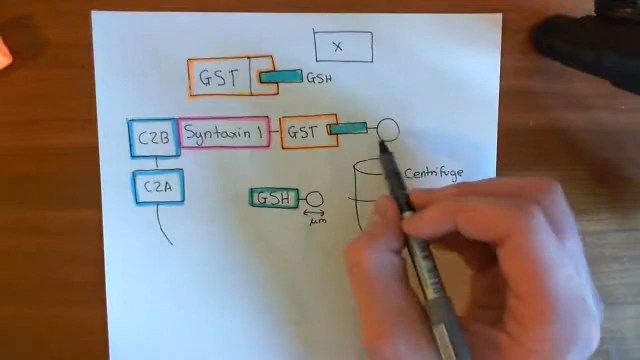 X
GST
GSH
C2B
Syntaxin 1
GST
C2A
Centrifuge
GSH
μm